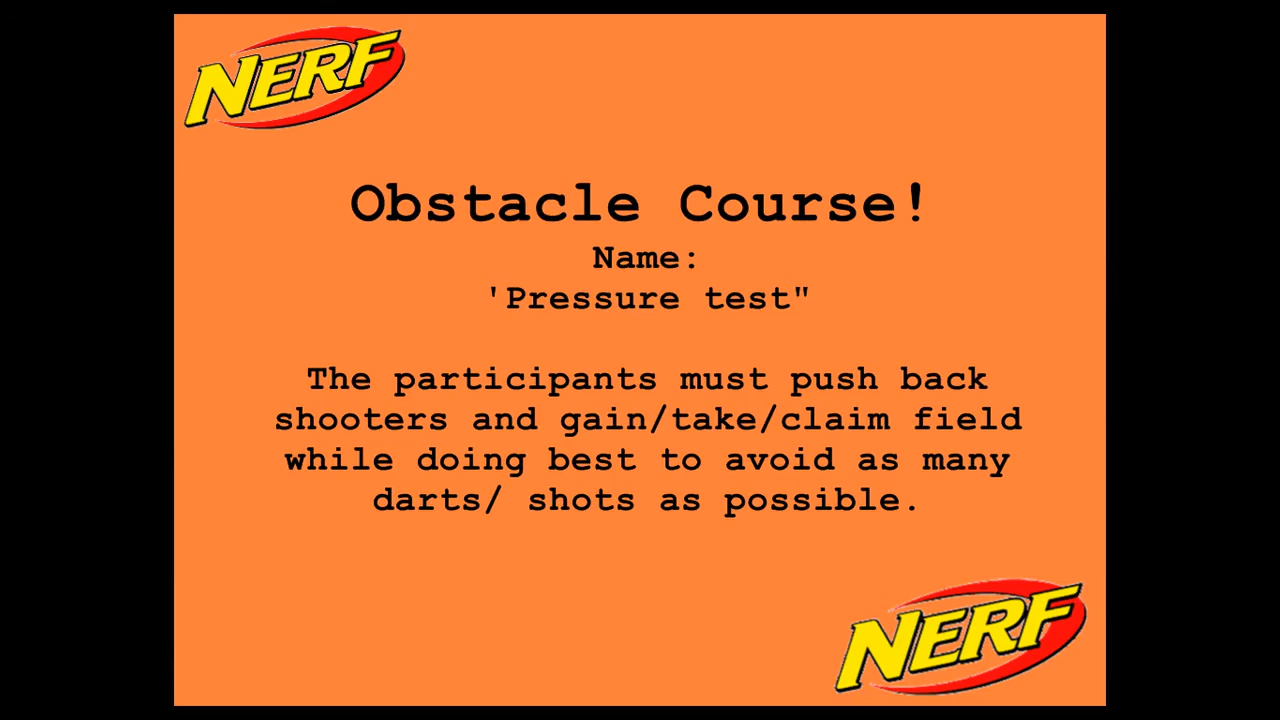 NERF
Obstacle Course!
Name:
'Pressure test"
The participants must push back
shooters and gain/take/claim field
while doing best to avoid as many
darts/ shots as possible.
NERF